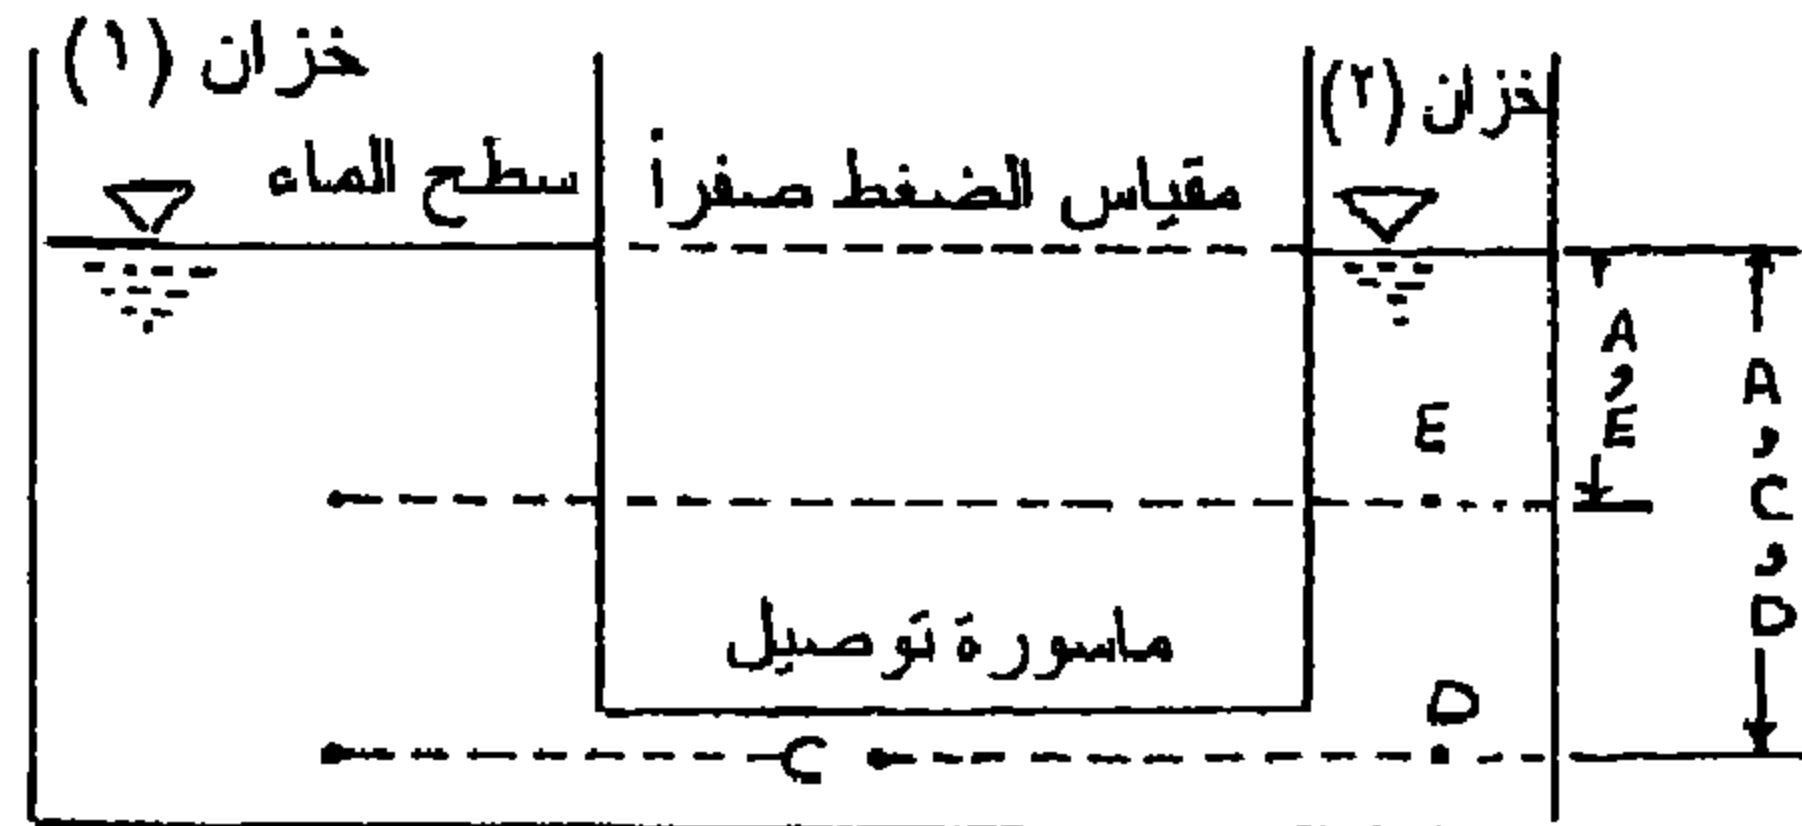 خزان (١)
خزان (٢)
سطح الماء
مقياس الضغط صفراً
A و E
A و C و D
E
ماسورة توصيل
D
C